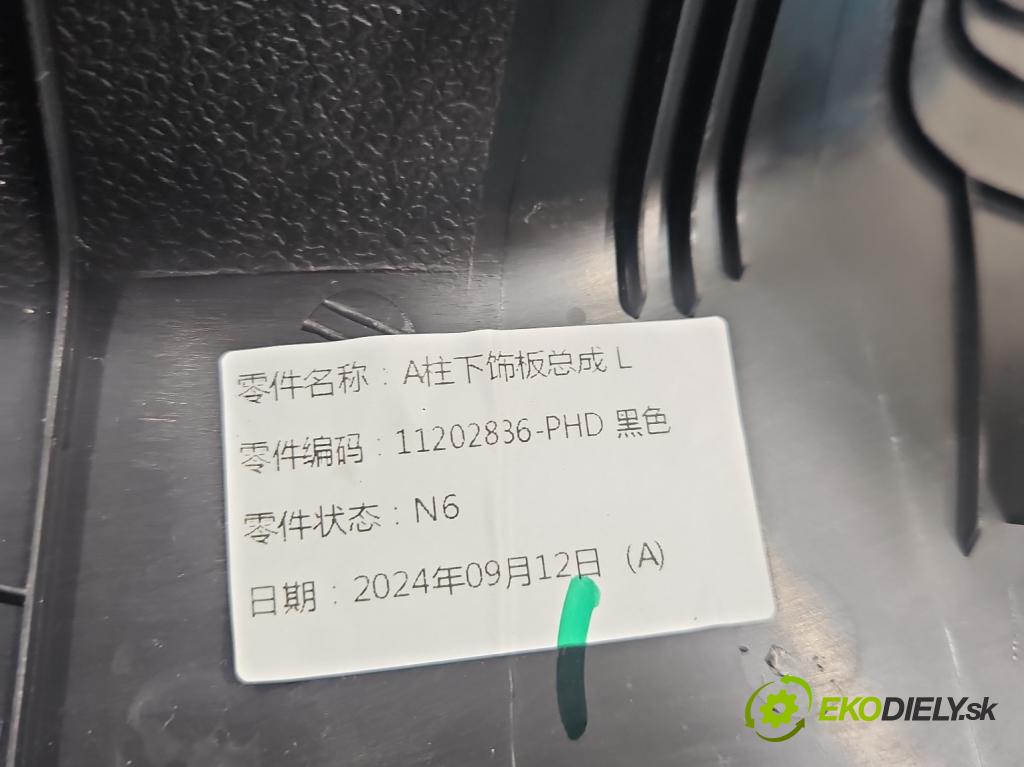 零件名称：A柱下饰板总成 L
零件编码：11202836-PHD 黑色
零件状态：N6
日期：2024年09月12日 (A)
EKODIELY.sk